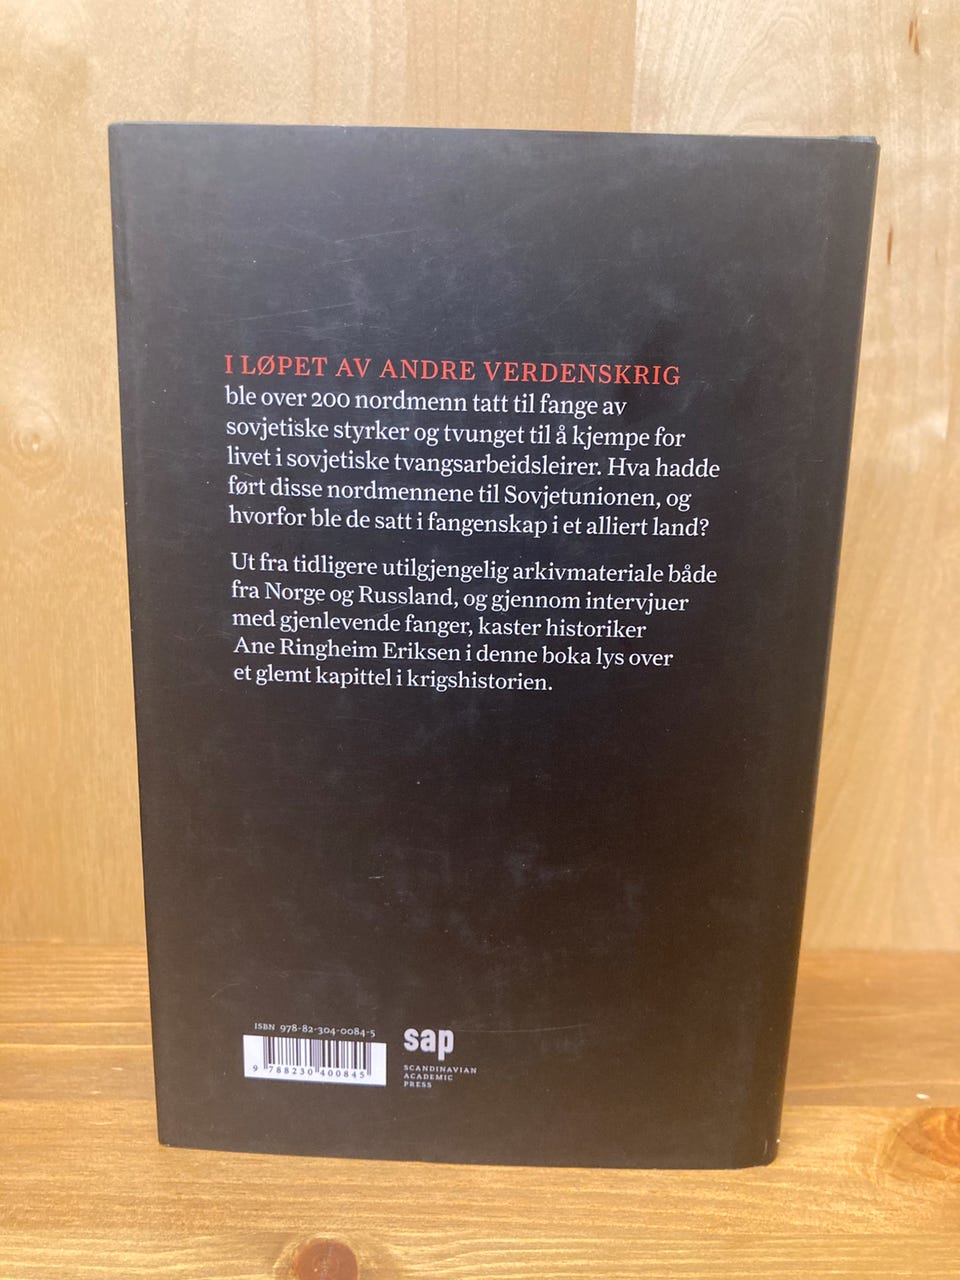 I LØPET AV ANDRE VERDENSKRIG
ble over 200 nordmenn tatt til fange av
sovjetiske styrker og tvunget til å kjempe for
livet i sovjetiske tvangsarbeidsleirer. Hva hadde
ført disse nordmennene til Sovjetunionen, og
hvorfor ble de satt i fangenskap i et alliert land?
Ut fra tidligere utilgjengelig arkivmateriale både
fra Norge og Russland, og gjennom intervjuer
med gjenlevende fanger, kaster historiker
Ane Ringheim Eriksen i denne boka lys over
et glemt kapittel i krigshistorien.
ISBN 978-82-304-0084-5
9 788230 400845
sap
SCANDINAVIAN
ACADEMIC
PRESS